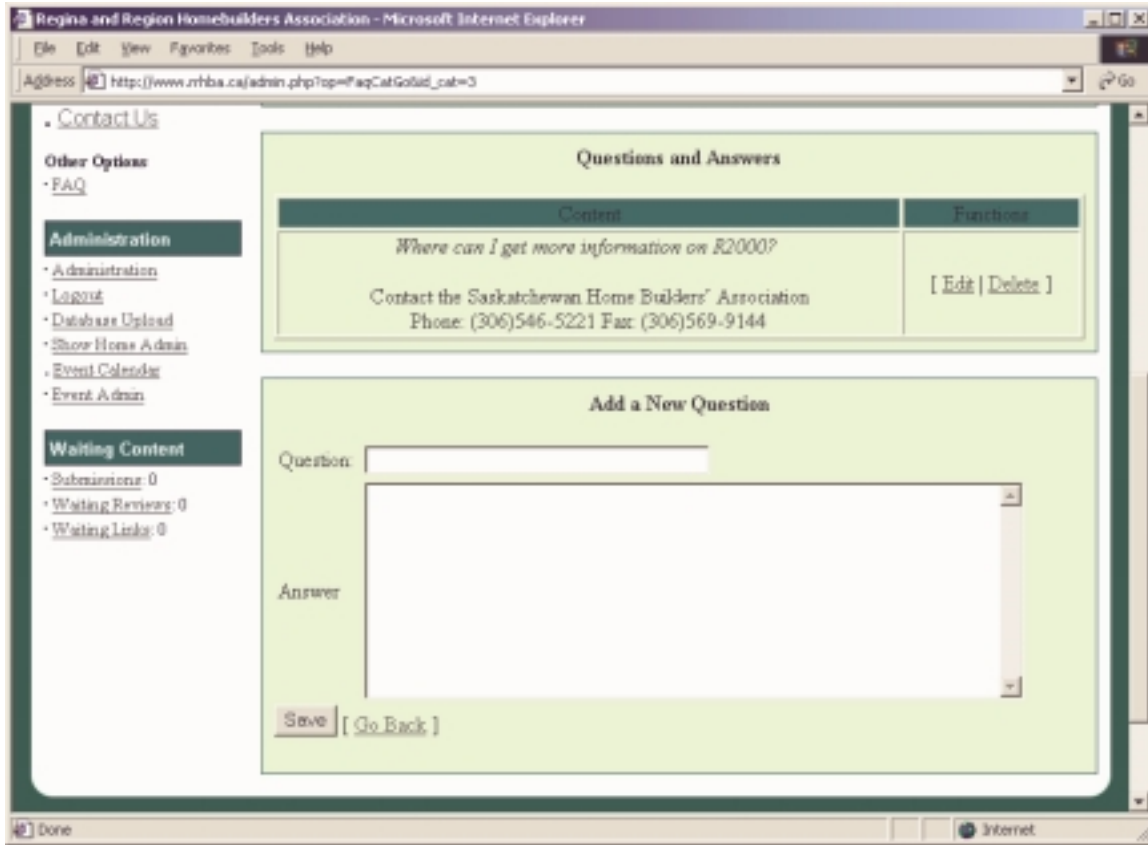 Regina and Region Homebuilders Association - Microsoft Internet Explorer
File Edit View Favorites Tools Help
Address http://www.rrhba.ca/admin.php?op=FaqCatGo&id_cat=3 Go
Contact Us
Other Options
FAQ
Administration
Administration
Logout
Database Upload
Show Home Admin
Event Calendar
Event Admin
Waiting Content
Submissions: 0
Waiting Reviews: 0
Waiting Links: 0
Questions and Answers
Content Functions
Where can I get more information on R2000?
Contact the Saskatchewan Home Builders' Association
Phone: (306)546-5221 Fax: (306)569-9144
[ Edit | Delete ]
Add a New Question
Question:
Answer
Save [ Go Back ]
Done Internet